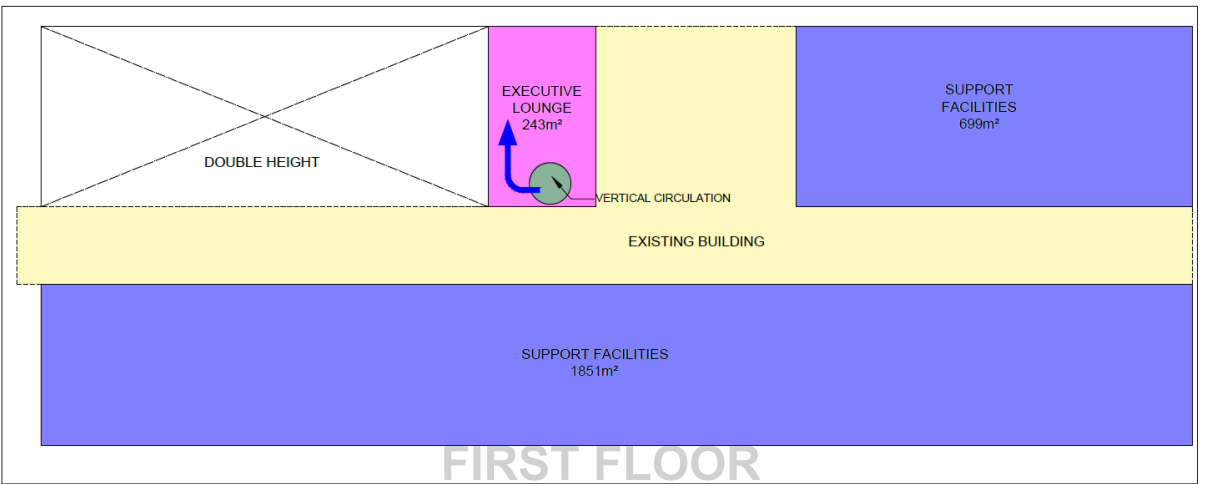 EXECUTIVE
LOUNGE
243m²
SUPPORT
FACILITIES
699m²
DOUBLE HEIGHT
VERTICAL CIRCULATION
EXISTING BUILDING
SUPPORT FACILITIES
1851m²
FIRST FLOOR